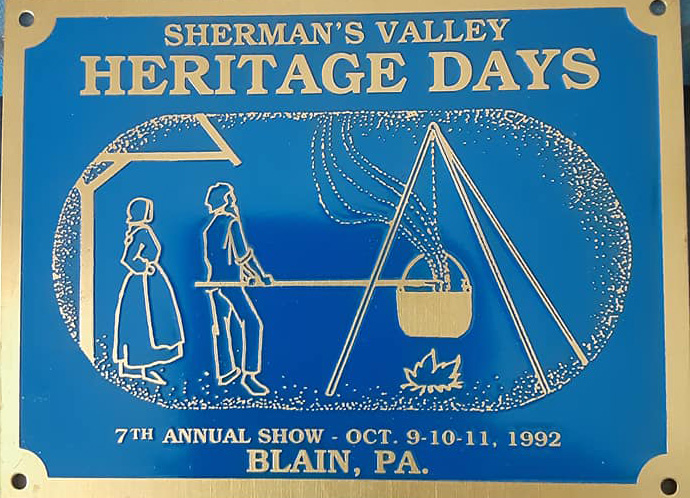 SHERMAN'S VALLEY
HERITAGE DAYS
7TH ANNUAL SHOW - OCT. 9-10-11, 1992
BLAIN, PA.